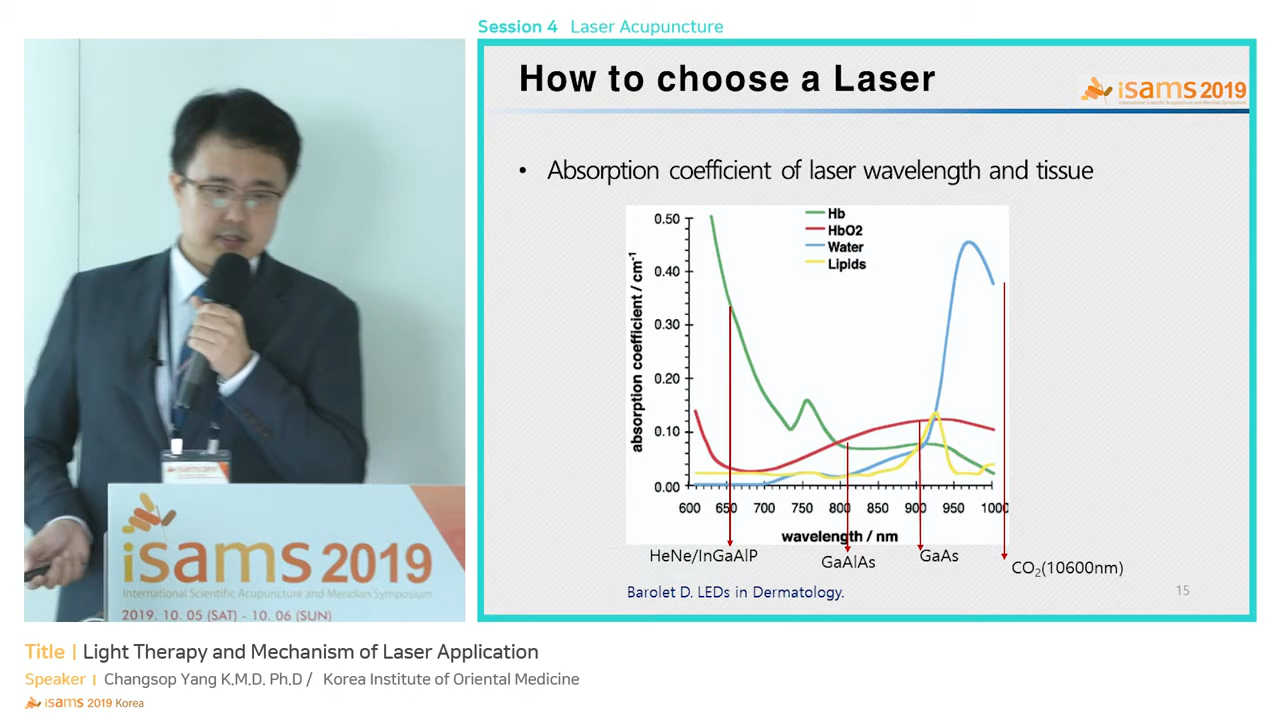 Session 4 Laser Acupuncture
How to choose a Laser
isams 2019
International Scientific Acupuncture and Meridian Symposium
• Absorption coefficient of laser wavelength and tissue
Hb
HbO2
Water
Lipids
absorption coefficient / cm⁻¹
0.50
0.40
0.30
0.20
0.10
0.00
600 650 700 750 800 850 900 950 1000
wavelength / nm
HeNe/InGaAlP
GaAlAs
GaAs
CO₂(10600nm)
Barolet D. LEDs in Dermatology.
15
isams
isams 2019
International Scientific Acupuncture and Meridian Symposium
2019. 10. 05 (SAT) - 10. 06 (SUN)
Title | Light Therapy and Mechanism of Laser Application
Speaker | Changsop Yang K.M.D. Ph.D / Korea Institute of Oriental Medicine
isams 2019 Korea